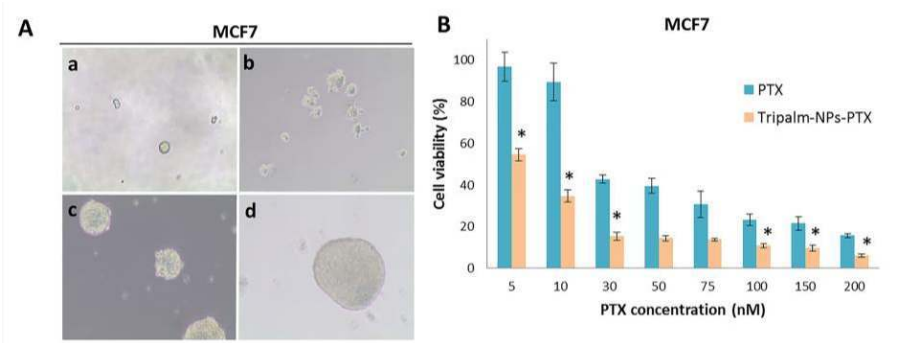 A
MCF7
a
b
c
d
B
MCF7
Cell viability (%)
100
80
60
40
20
0
PTX
Tripalm-NPs-PTX
*
*
*
*
*
*
5 10 30 50 75 100 150 200
PTX concentration (nM)